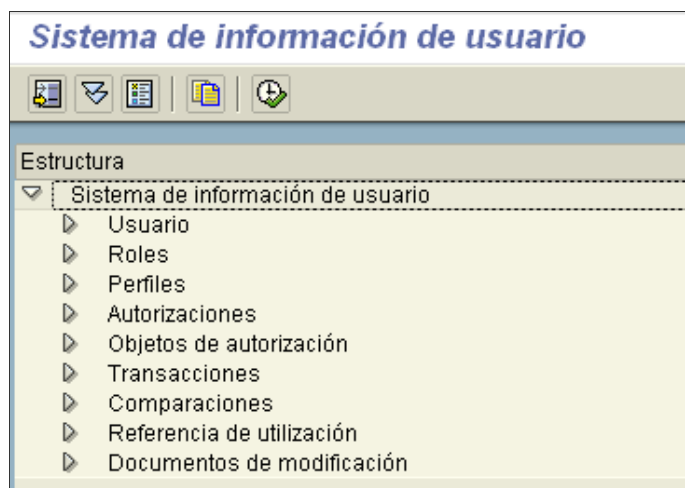 Sistema de información de usuario
Estructura
Sistema de información de usuario
Usuario
Roles
Perfiles
Autorizaciones
Objetos de autorización
Transacciones
Comparaciones
Referencia de utilización
Documentos de modificación